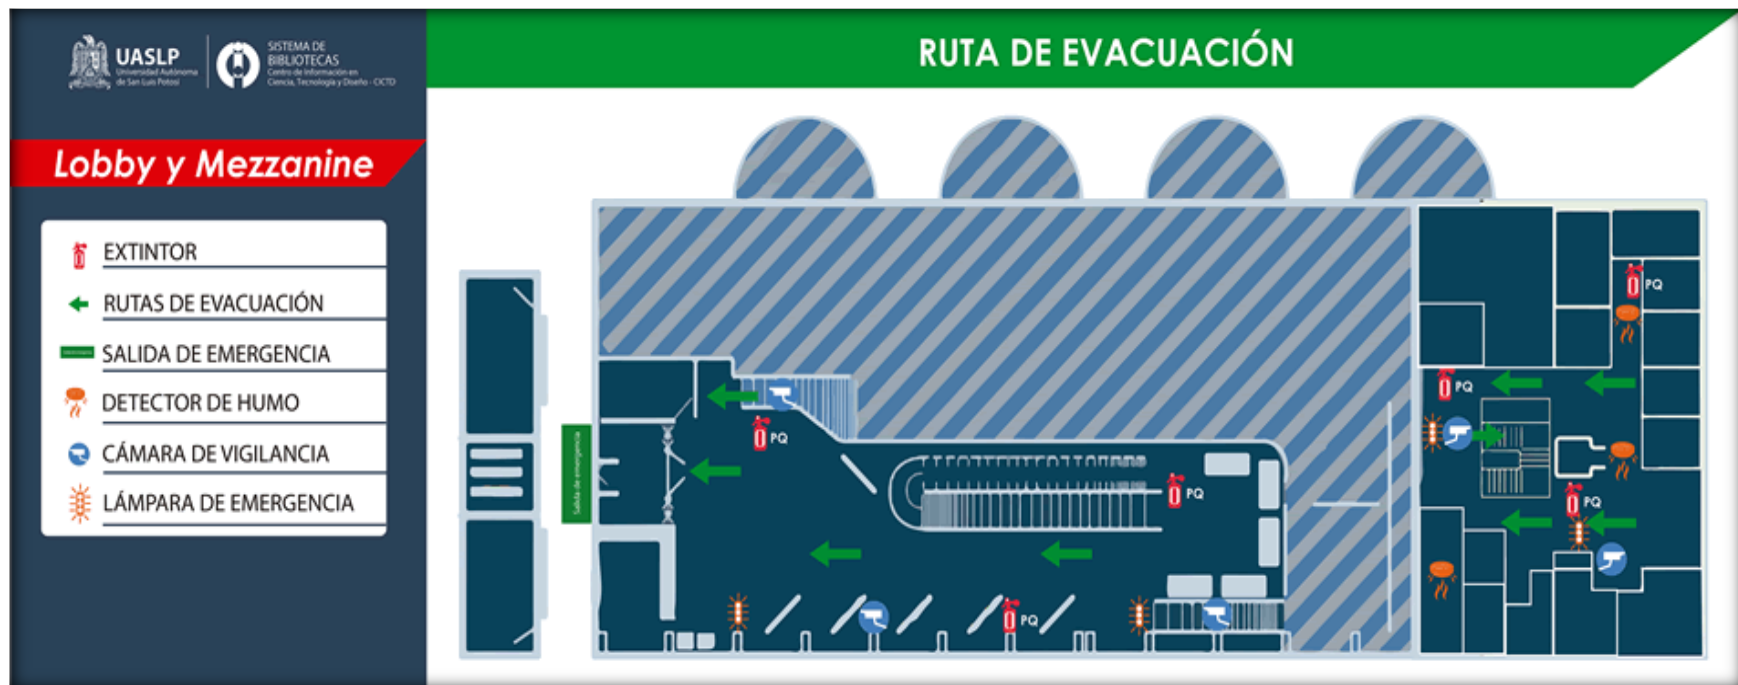 UASLP
Universidad Autónoma
de San Luis Potosí
SISTEMA DE
BIBLIOTECAS
Centro de Información en
Ciencia, Tecnología y Diseño - CICTD
RUTA DE EVACUACIÓN
Lobby y Mezzanine
EXTINTOR
RUTAS DE EVACUACIÓN
SALIDA DE EMERGENCIA
DETECTOR DE HUMO
CÁMARA DE VIGILANCIA
LÁMPARA DE EMERGENCIA
Salida de emergencia
PQ
PQ
PQ
PQ
PQ
PQ